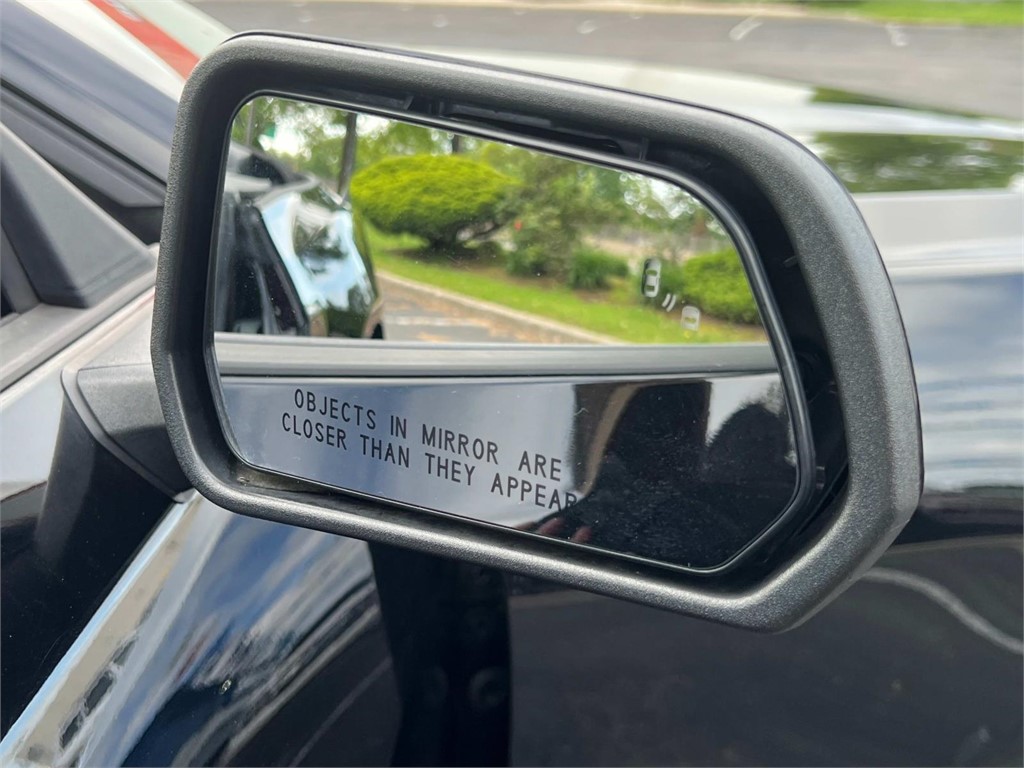 OBJECTS IN MIRROR ARE
CLOSER THAN THEY APPEAR